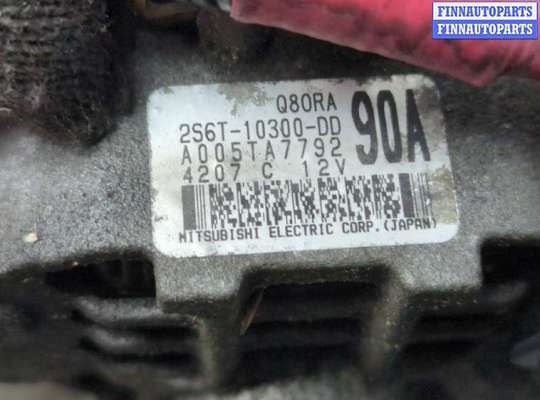 FINNAUTOPARTS
FINNAUTOPARTS
Q80RA
2S6T-10300-DD
90A
A005TA7792
4207 C 12V
MITSUBISHI ELECTRIC CORP.(JAPAN)